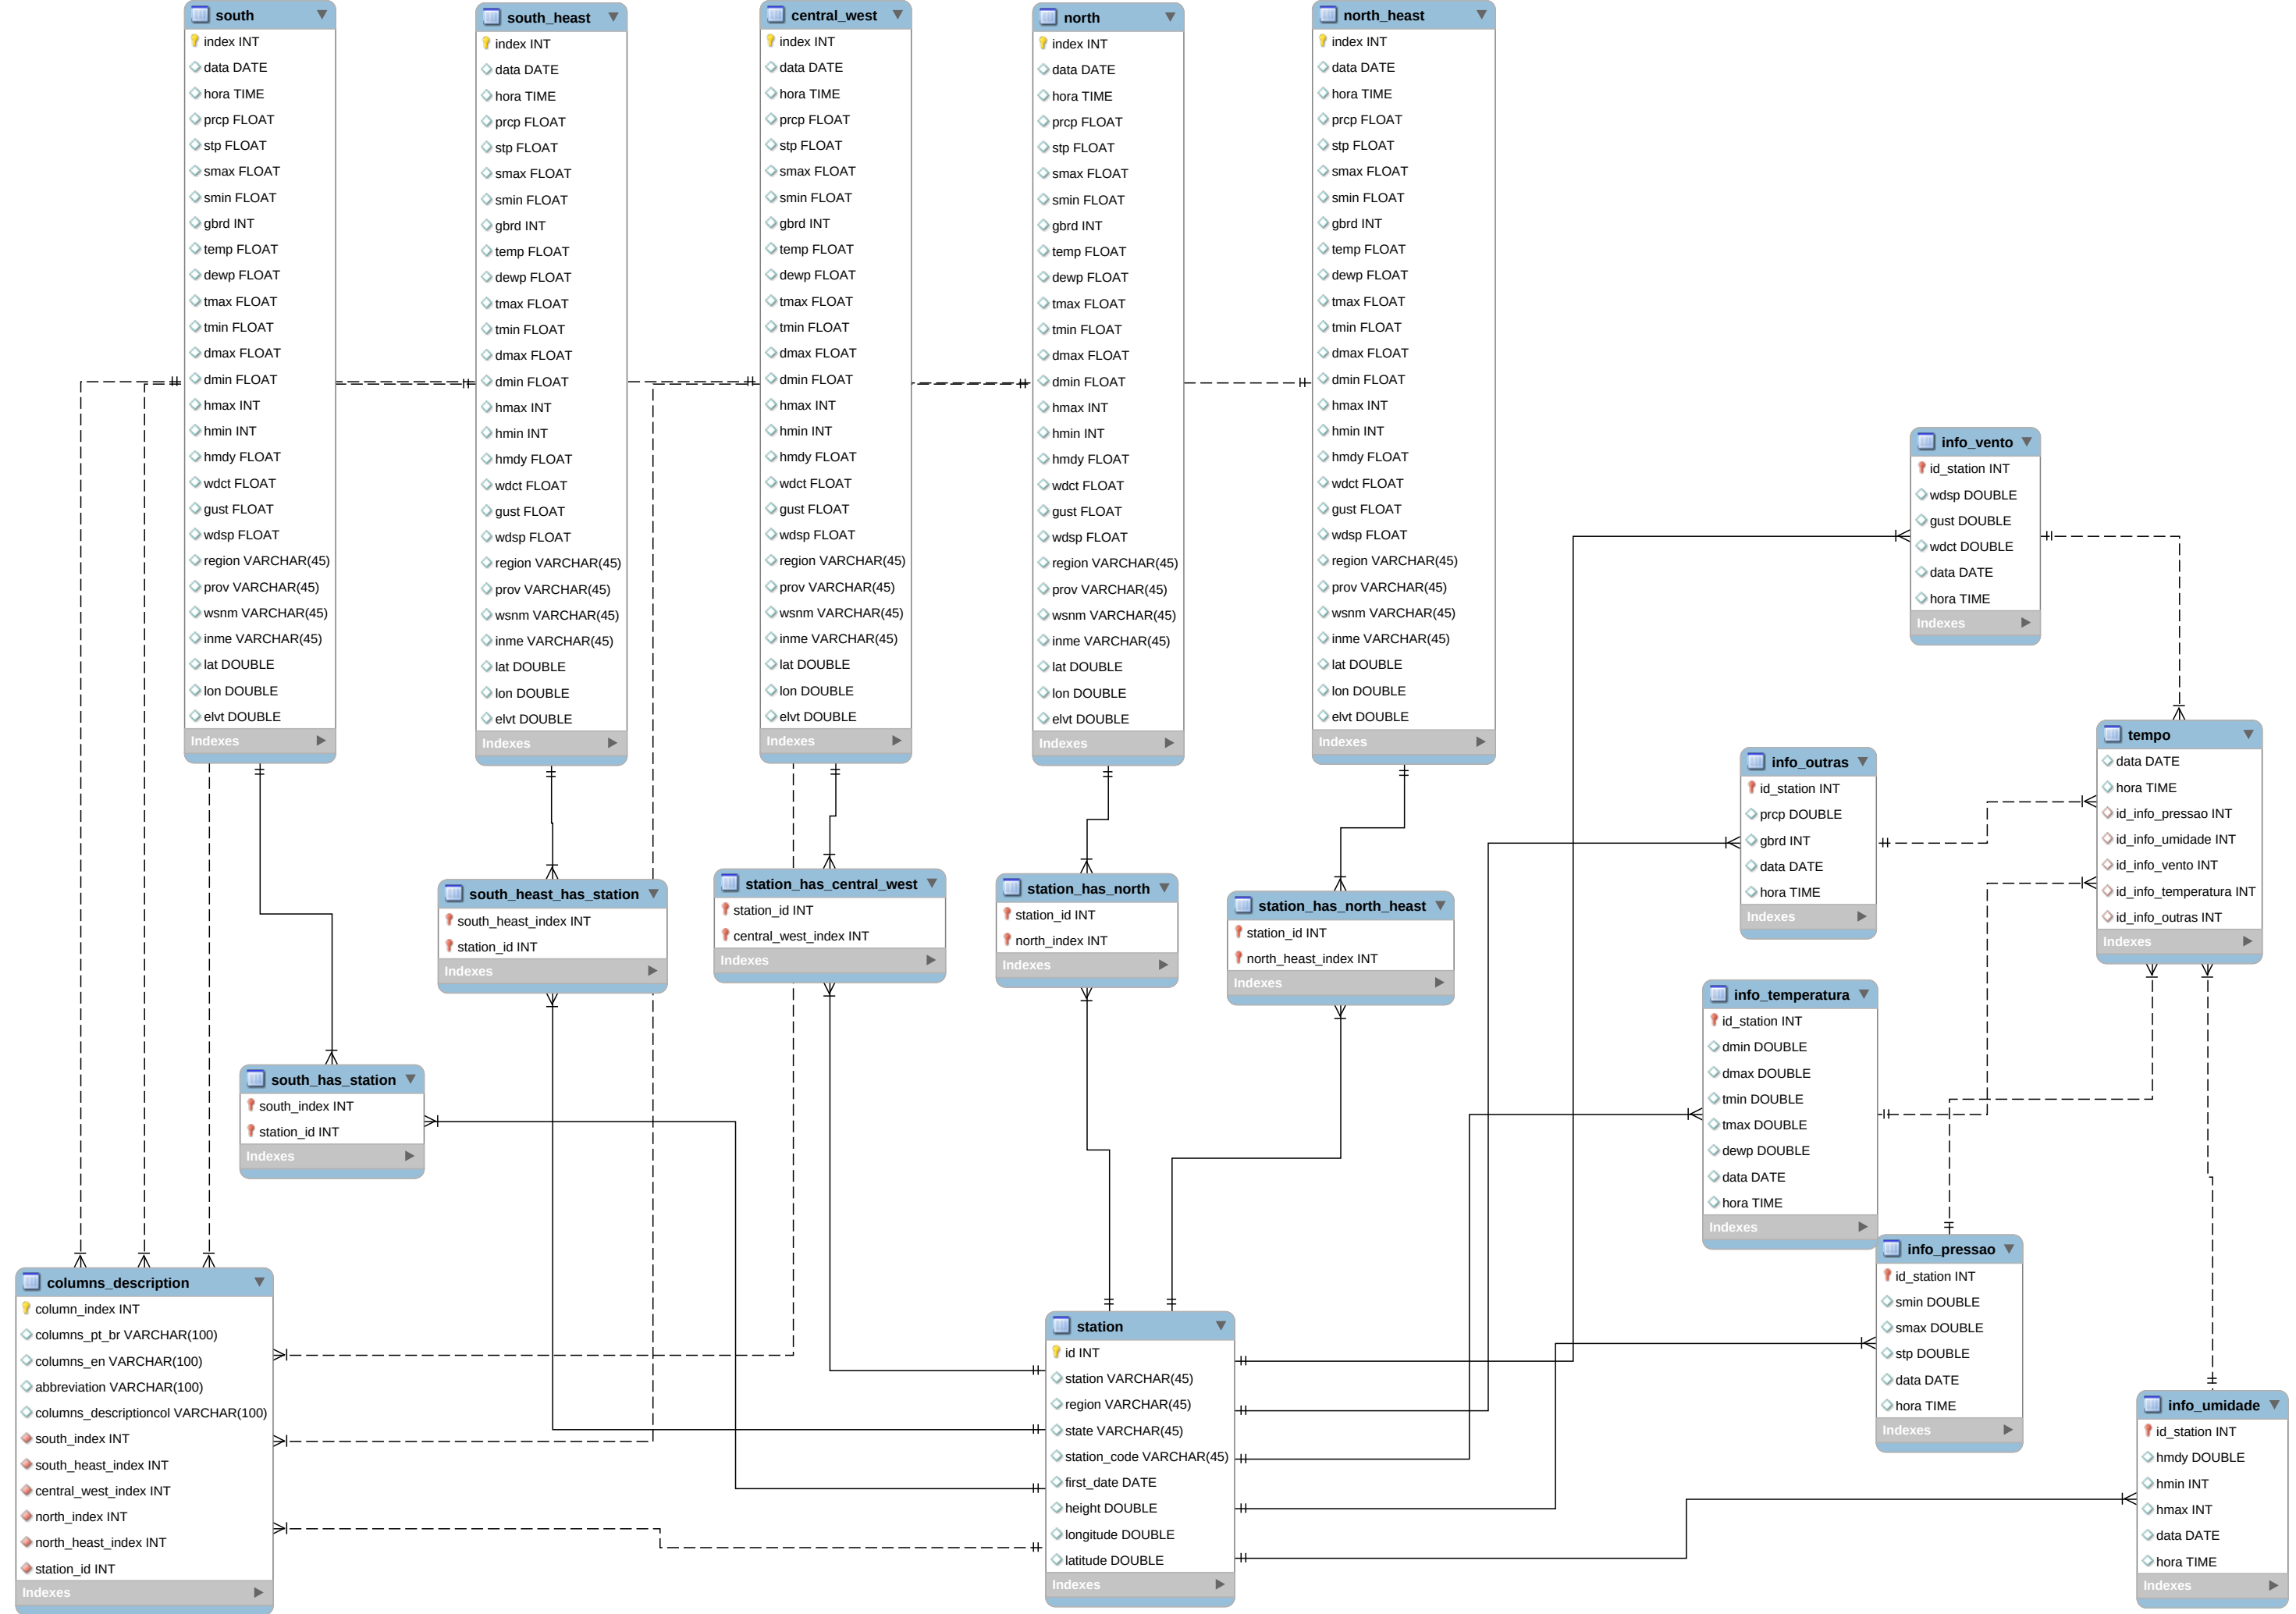 south
index INT
data DATE
hora TIME
prcp FLOAT
stp FLOAT
smax FLOAT
smin FLOAT
gbrd INT
temp FLOAT
dewp FLOAT
tmax FLOAT
tmin FLOAT
dmax FLOAT
dmin FLOAT
hmax INT
hmin INT
hmdy FLOAT
wdct FLOAT
gust FLOAT
wdsp FLOAT
region VARCHAR(45)
prov VARCHAR(45)
wsnm VARCHAR(45)
inme VARCHAR(45)
lat DOUBLE
lon DOUBLE
elvt DOUBLE
Indexes
south_heast
index INT
data DATE
hora TIME
prcp FLOAT
stp FLOAT
smax FLOAT
smin FLOAT
gbrd INT
temp FLOAT
dewp FLOAT
tmax FLOAT
tmin FLOAT
dmax FLOAT
dmin FLOAT
hmax INT
hmin INT
hmdy FLOAT
wdct FLOAT
gust FLOAT
wdsp FLOAT
region VARCHAR(45)
prov VARCHAR(45)
wsnm VARCHAR(45)
inme VARCHAR(45)
lat DOUBLE
lon DOUBLE
elvt DOUBLE
Indexes
central_west
index INT
data DATE
hora TIME
prcp FLOAT
stp FLOAT
smax FLOAT
smin FLOAT
gbrd INT
temp FLOAT
dewp FLOAT
tmax FLOAT
tmin FLOAT
dmax FLOAT
dmin FLOAT
hmax INT
hmin INT
hmdy FLOAT
wdct FLOAT
gust FLOAT
wdsp FLOAT
region VARCHAR(45)
prov VARCHAR(45)
wsnm VARCHAR(45)
inme VARCHAR(45)
lat DOUBLE
lon DOUBLE
elvt DOUBLE
Indexes
north
index INT
data DATE
hora TIME
prcp FLOAT
stp FLOAT
smax FLOAT
smin FLOAT
gbrd INT
temp FLOAT
dewp FLOAT
tmax FLOAT
tmin FLOAT
dmax FLOAT
dmin FLOAT
hmax INT
hmin INT
hmdy FLOAT
wdct FLOAT
gust FLOAT
wdsp FLOAT
region VARCHAR(45)
prov VARCHAR(45)
wsnm VARCHAR(45)
inme VARCHAR(45)
lat DOUBLE
lon DOUBLE
elvt DOUBLE
Indexes
north_heast
index INT
data DATE
hora TIME
prcp FLOAT
stp FLOAT
smax FLOAT
smin FLOAT
gbrd INT
temp FLOAT
dewp FLOAT
tmax FLOAT
tmin FLOAT
dmax FLOAT
dmin FLOAT
hmax INT
hmin INT
hmdy FLOAT
wdct FLOAT
gust FLOAT
wdsp FLOAT
region VARCHAR(45)
prov VARCHAR(45)
wsnm VARCHAR(45)
inme VARCHAR(45)
lat DOUBLE
lon DOUBLE
elvt DOUBLE
Indexes
info_vento
id_station INT
wdsp DOUBLE
gust DOUBLE
wdct DOUBLE
data DATE
hora TIME
Indexes
tempo
data DATE
hora TIME
id_info_pressao INT
id_info_umidade INT
id_info_vento INT
id_info_temperatura INT
id_info_outras INT
Indexes
info_outras
id_station INT
prcp DOUBLE
gbrd INT
data DATE
hora TIME
Indexes
south_heast_has_station
south_heast_index INT
station_id INT
Indexes
station_has_central_west
station_id INT
central_west_index INT
Indexes
station_has_north
station_id INT
north_index INT
Indexes
station_has_north_heast
station_id INT
north_heast_index INT
Indexes
info_temperatura
id_station INT
dmin DOUBLE
dmax DOUBLE
tmin DOUBLE
tmax DOUBLE
dewp DOUBLE
data DATE
hora TIME
Indexes
south_has_station
south_index INT
station_id INT
Indexes
info_pressao
id_station INT
smin DOUBLE
smax DOUBLE
stp DOUBLE
data DATE
hora TIME
Indexes
columns_description
column_index INT
columns_pt_br VARCHAR(100)
columns_en VARCHAR(100)
abbreviation VARCHAR(100)
columns_descriptioncol VARCHAR(100)
south_index INT
south_heast_index INT
central_west_index INT
north_index INT
north_heast_index INT
station_id INT
Indexes
station
id INT
station VARCHAR(45)
region VARCHAR(45)
state VARCHAR(45)
station_code VARCHAR(45)
first_date DATE
height DOUBLE
longitude DOUBLE
latitude DOUBLE
Indexes
info_umidade
id_station INT
hmdy DOUBLE
hmin INT
hmax INT
data DATE
hora TIME
Indexes